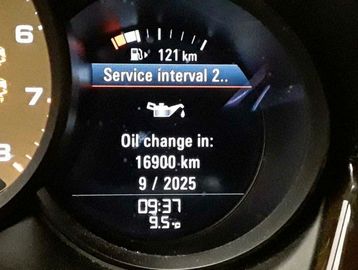 121 km
Service interval 2..
Oil change in:
16900 km
9 / 2025
09:37
9.5 °C
6
7
8